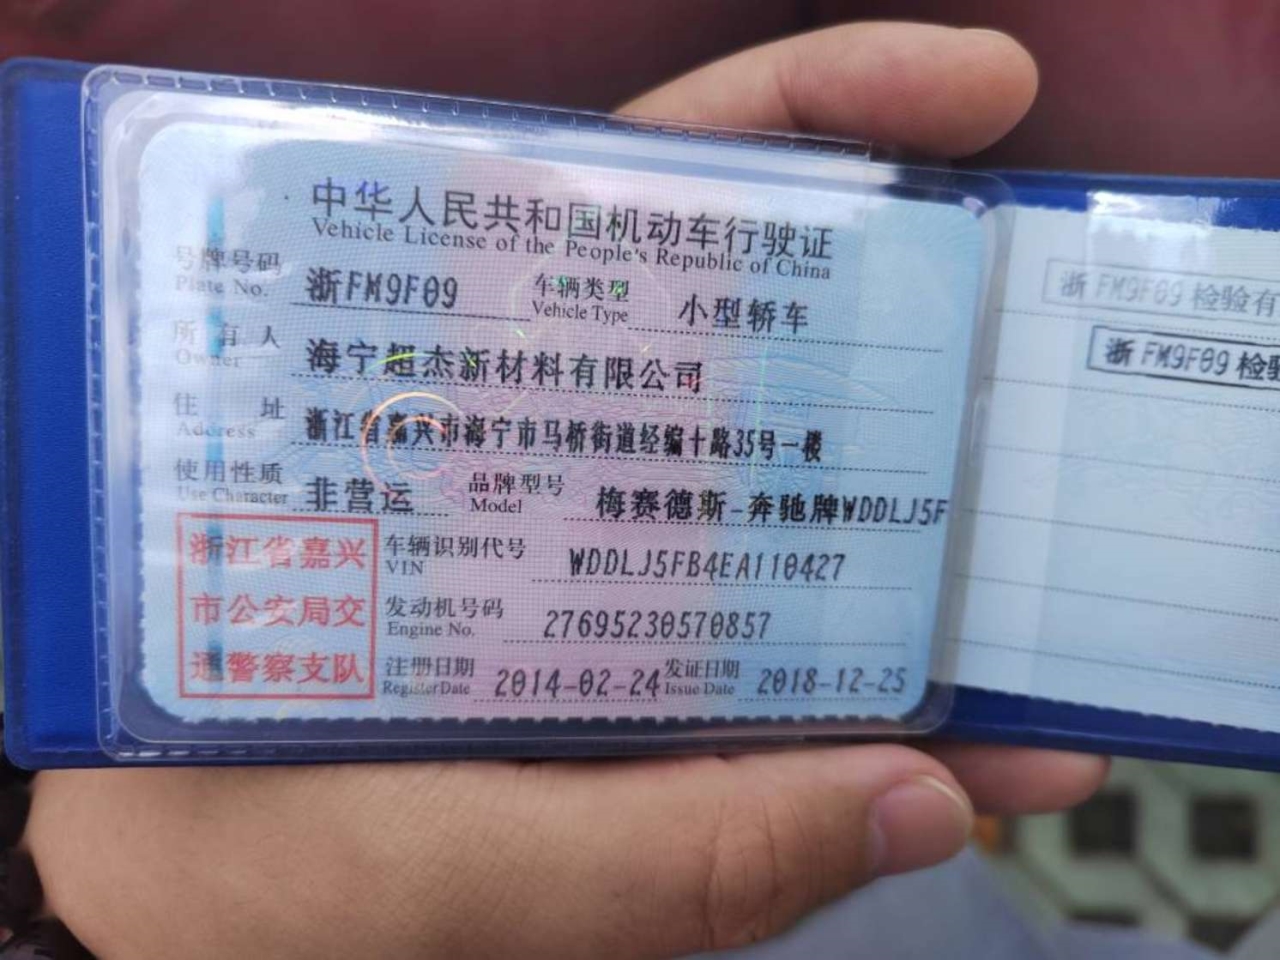 中华人民共和国机动车行驶证
Vehicle License of the People's Republic of China
号牌号码 浙FM9F09 车辆类型 小型轿车
Plate No. Vehicle Type
所有人 海宁超杰新材料有限公司
Owner
住址 浙江省嘉兴市海宁市马桥街道经编十路35号一楼
Address
使用性质 非营运 品牌型号 梅赛德斯-奔驰牌WDDLJ5F
Use Character Model
浙江省嘉兴
市公安局交
通警察支队
车辆识别代号 WDDLJ5FB4EA110427
VIN
发动机号码 27695230570857
Engine No.
注册日期 2014-02-24 发证日期 2018-12-25
Register Date Issue Date
浙FM9F09 检验有
浙FM9F09 检验